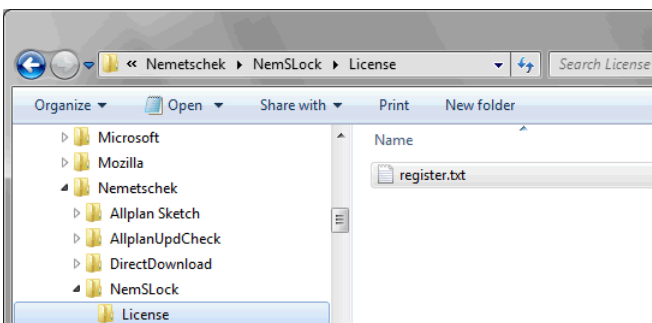 « Nemetschek ▸ NemSLock ▸ License
Search License
Organize ▾ Open ▾ Share with ▾ Print New folder
Microsoft
Mozilla
Nemetschek
Allplan Sketch
AllplanUpdCheck
DirectDownload
NemSLock
License
Name
register.txt